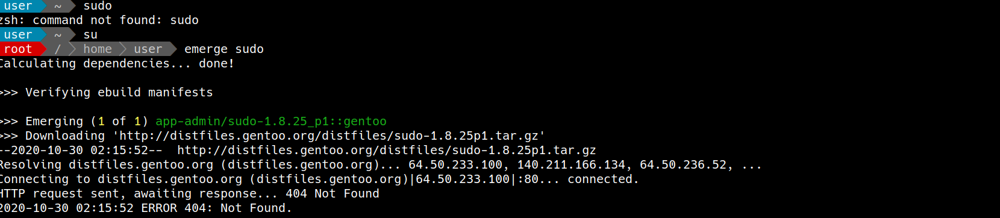 user ~ sudo
zsh: command not found: sudo
user ~ su
root / home user emerge sudo
Calculating dependencies... done!
>>> Verifying ebuild manifests
>>> Emerging (1 of 1) app-admin/sudo-1.8.25_p1::gentoo
>>> Downloading 'http://distfiles.gentoo.org/distfiles/sudo-1.8.25p1.tar.gz'
--2020-10-30 02:15:52-- http://distfiles.gentoo.org/distfiles/sudo-1.8.25p1.tar.gz
Resolving distfiles.gentoo.org (distfiles.gentoo.org)... 64.50.233.100, 140.211.166.134, 64.50.236.52, ...
Connecting to distfiles.gentoo.org (distfiles.gentoo.org)|64.50.233.100|:80... connected.
HTTP request sent, awaiting response... 404 Not Found
2020-10-30 02:15:52 ERROR 404: Not Found.